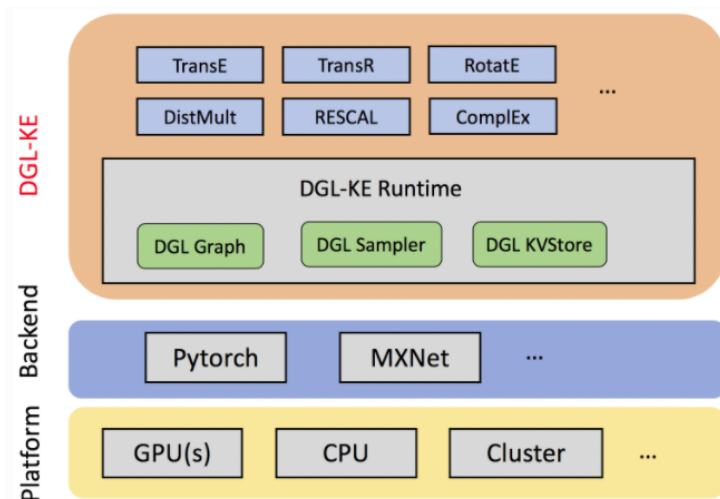 DGL-KE
TransE TransR RotatE
...
DistMult RESCAL ComplEx
DGL-KE Runtime
DGL Graph DGL Sampler DGL KVStore
Backend
Pytorch MXNet ...
Platform
GPU(s) CPU Cluster ...